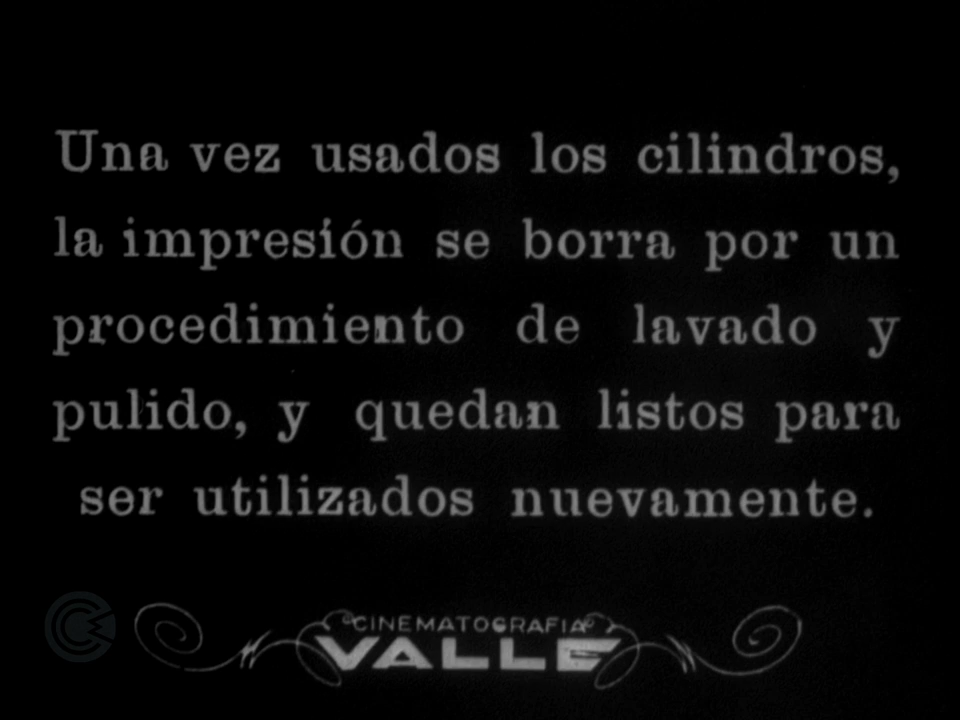 Una vez usados los cilindros,
la impresión se borra por un
procedimiento de lavado y
pulido, y quedan listos para
ser utilizados nuevamente.
CINEMATOGRAFIA
VALLE